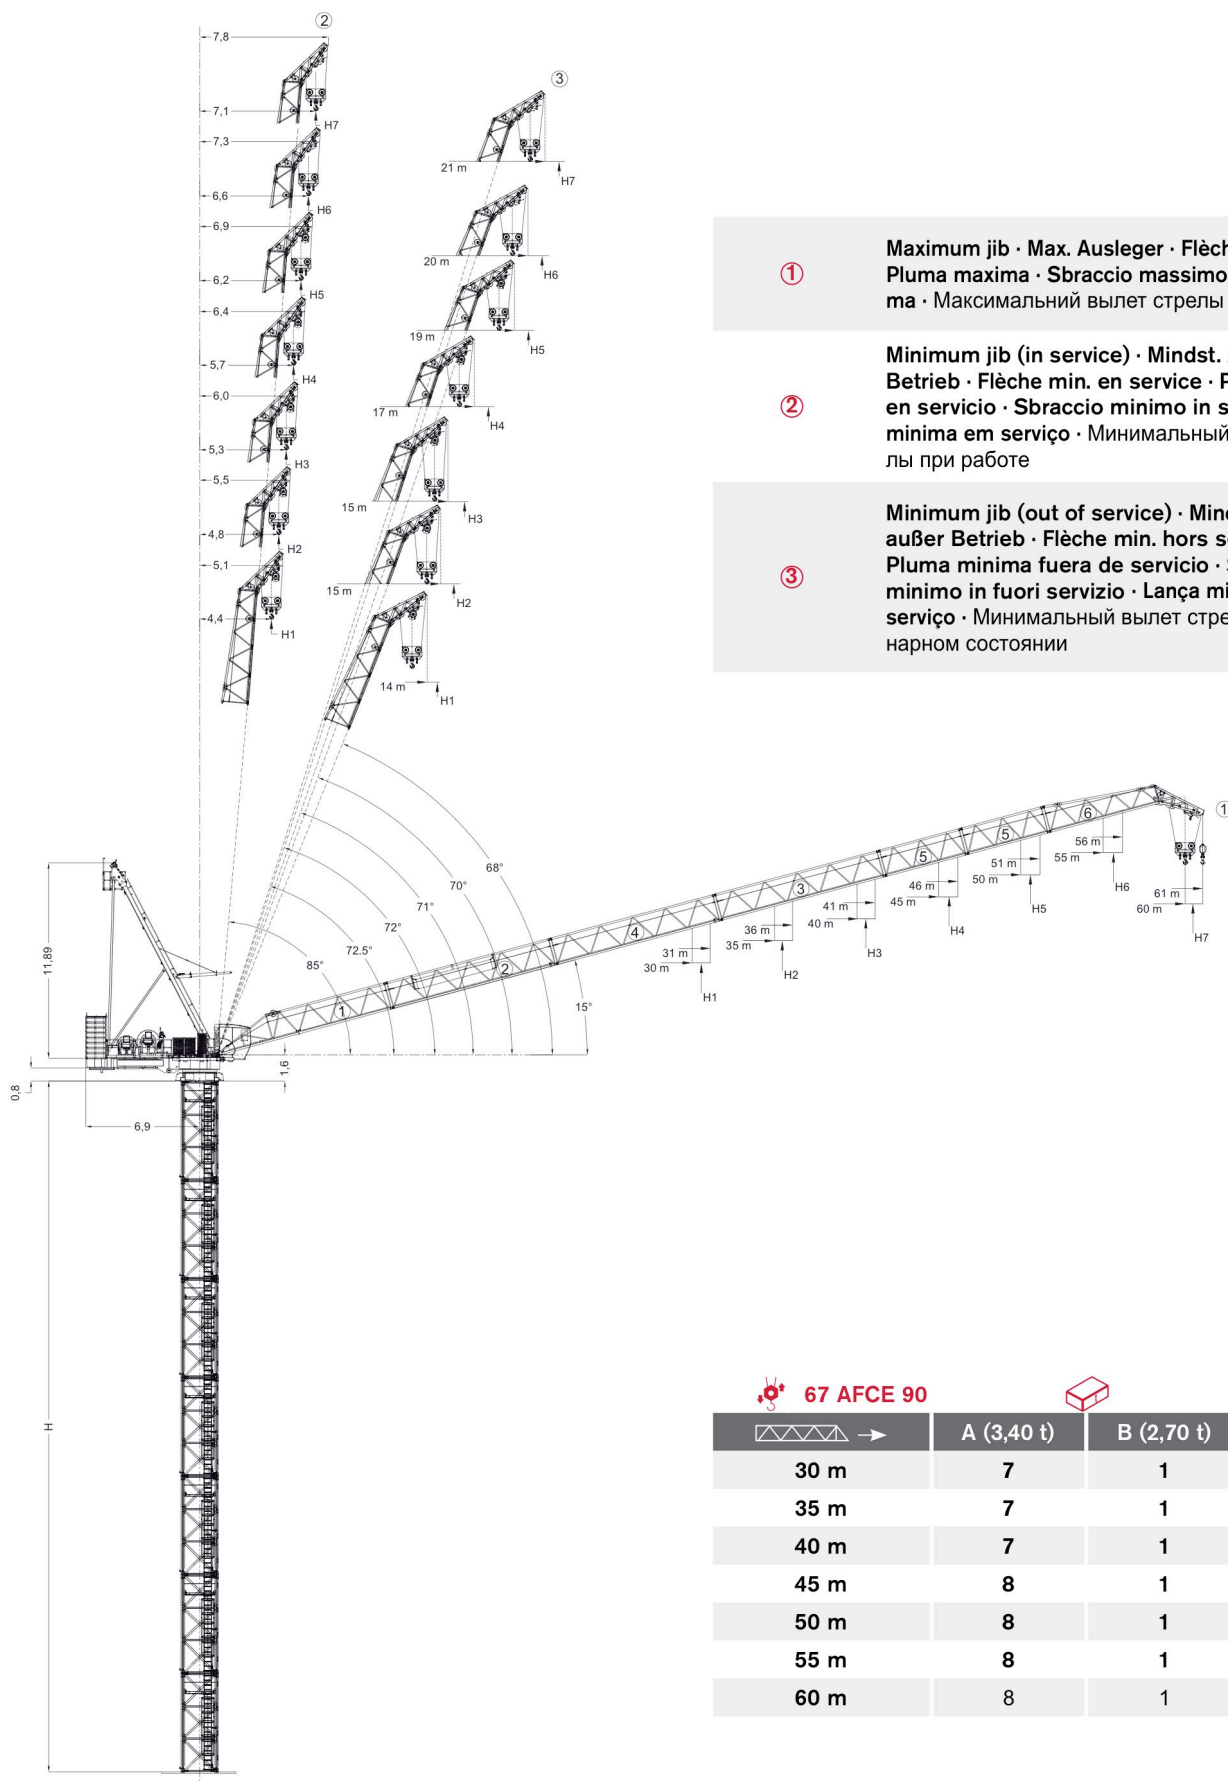 ②
7,8
7,1
H7
7,3
6,6
H6
6,9
6,2
H5
6,4
5,7
H4
6,0
5,3
H3
5,5
4,8
H2
5,1
4,4
H1
③
21 m
H7
20 m
H6
19 m
H5
17 m
H4
15 m
H3
15 m
H2
14 m
H1
① Maximum jib · Max. Ausleger ·
Pluma maxima · Sbraccio massimo
ma · Максимальний вылет стрелы
② Minimum jib (in service) · Mindst.
Betrieb · Flèche min. en service ·
en servicio · Sbraccio minimo in
minima em serviço · Минимальный
лы при работе
③ Minimum jib (out of service) ·
außer Betrieb · Flèche min. hors
Pluma minima fuera de servicio ·
minimo in fuori servizio · Lança
serviço · Минимальный вылет
нарном состоянии
68°
70°
71°
72°
72.5°
85°
15°
①
1
2
4
3
5
5
6
31 m
30 m
H1
36 m
35 m
H2
41 m
40 m
H3
46 m
45 m
H4
51 m
50 m
H5
56 m
55 m
H6
61 m
60 m
H7
11,89
0,8
1,6
6,9
H
67 AFCE 90
A (3,40 t) B (2,70 t)
30 m 7 1
35 m 7 1
40 m 7 1
45 m 8 1
50 m 8 1
55 m 8 1
60 m 8 1